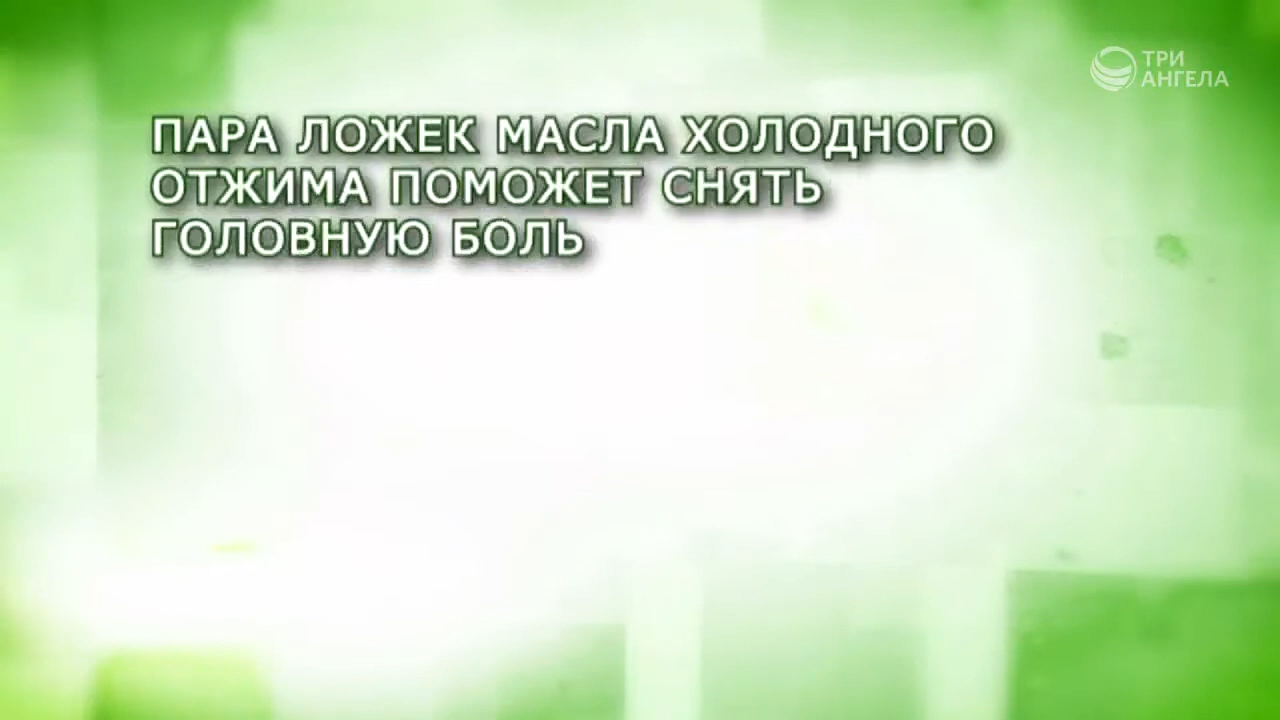 ТРИ
АНГЕЛА
ПАРА ЛОЖЕК МАСЛА ХОЛОДНОГО
ОТЖИМА ПОМОЖЕТ СНЯТЬ
ГОЛОВНУЮ БОЛЬ